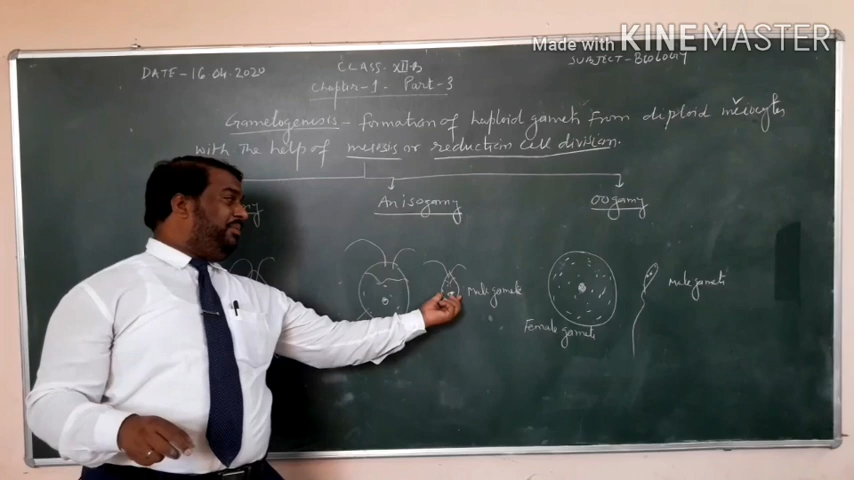 Made with KINEMASTER
DATE - 16.04.2020
CLASS - XII B
SUBJECT - BIOLOGY
Chapter - 1 Part - 3
Gametogenesis - formation of haploid gamete from diploid meiocytes
with the help of meiosis or reduction cell division.
Anisogamy
Oogamy
Male gamete
Male gamete
Female gamete